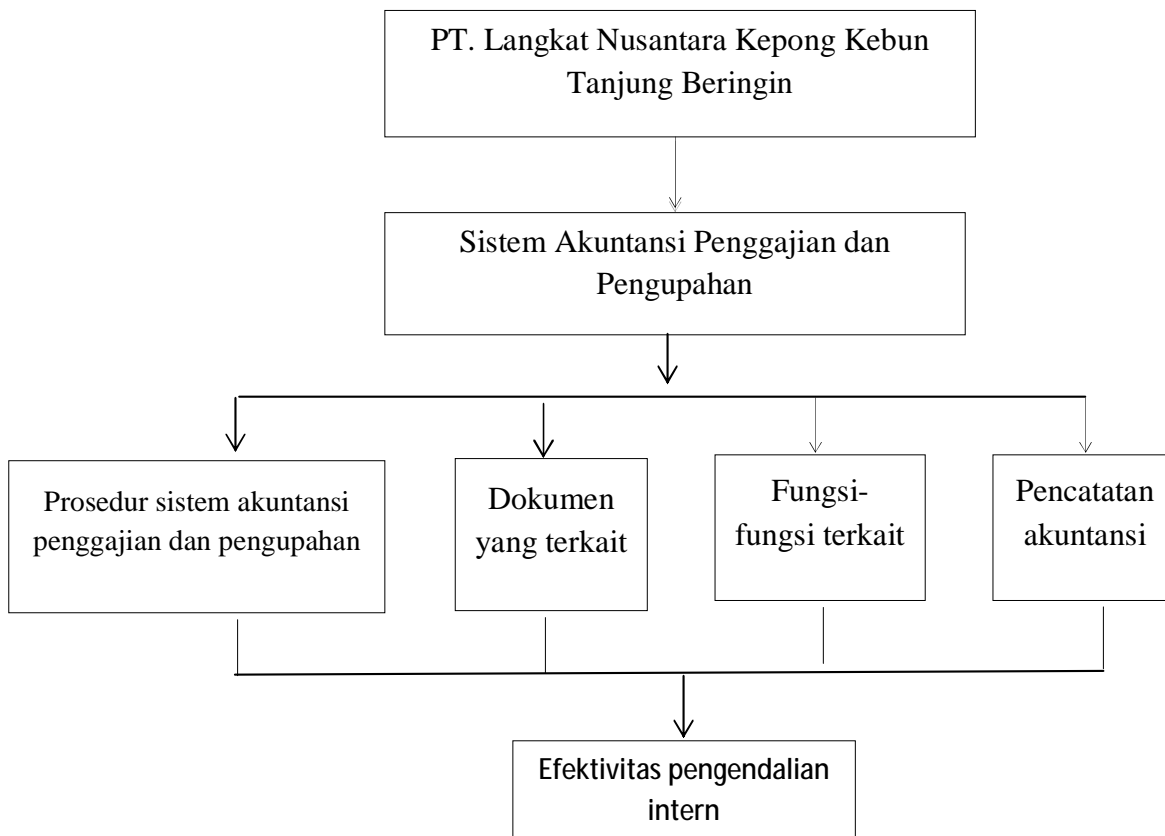 PT. Langkat Nusantara Kepong Kebun
Tanjung Beringin
Sistem Akuntansi Penggajian dan
Pengupahan
Prosedur sistem akuntansi
penggajian dan pengupahan
Dokumen
yang terkait
Fungsi-
fungsi terkait
Pencatatan
akuntansi
Efektivitas pengendalian
intern